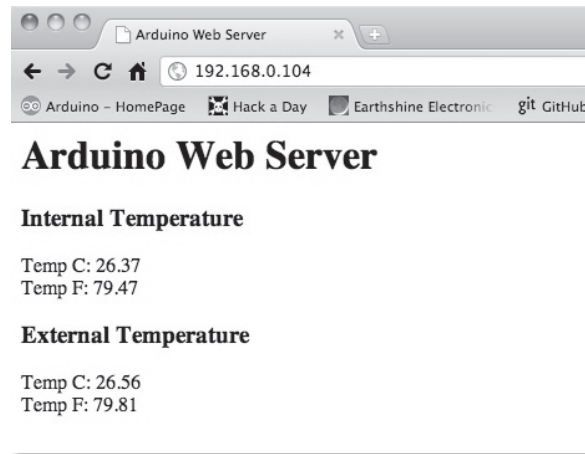 Arduino Web Server
192.168.0.104
Arduino – HomePage Hack a Day Earthshine Electronic git GitHub
Arduino Web Server
Internal Temperature
Temp C: 26.37
Temp F: 79.47
External Temperature
Temp C: 26.56
Temp F: 79.81